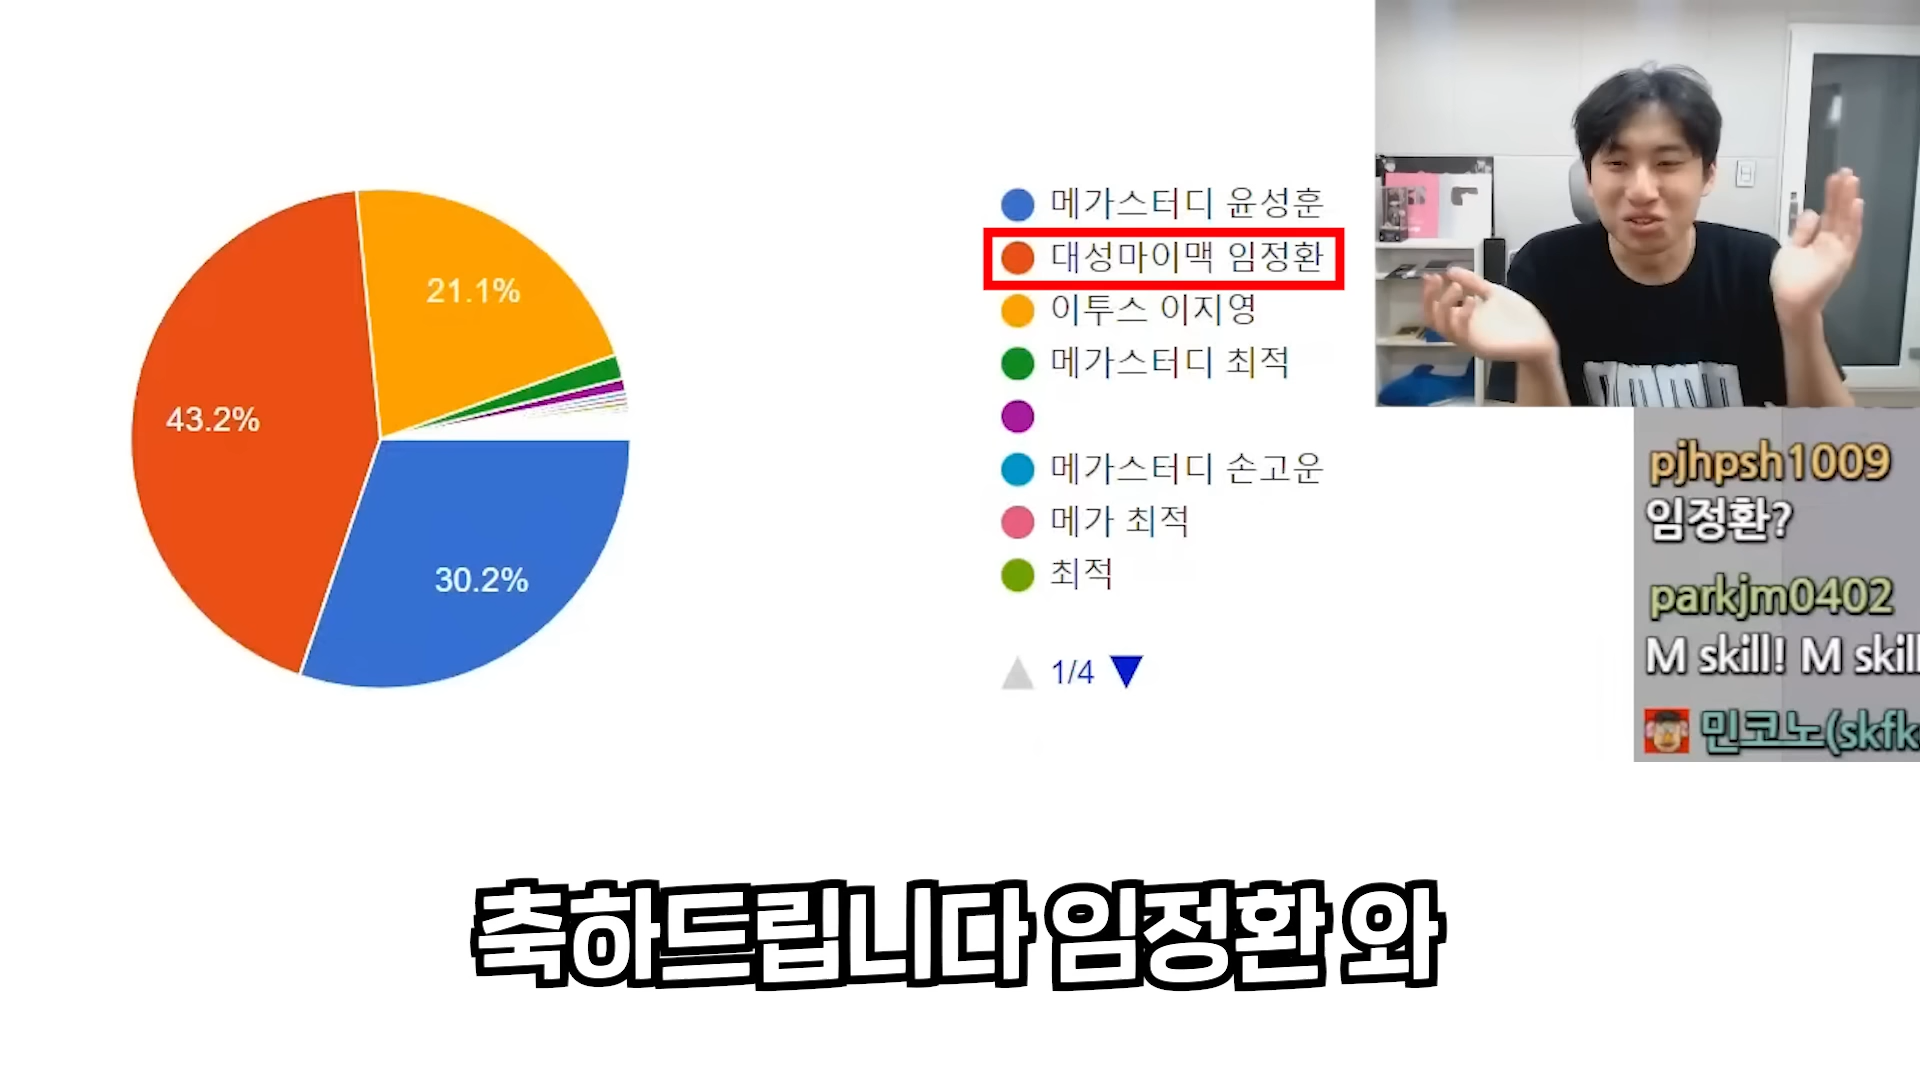 43.2%
21.1%
30.2%
메가스터디 윤성훈
대성마이맥 임정환
이투스 이지영
메가스터디 최적
메가스터디 손고운
메가 최적
최적
1/4
pjhpsh1009
임정환?
parkjm0402
M skill! M skill
민코노(skfk
축하드립니다 임정환 와